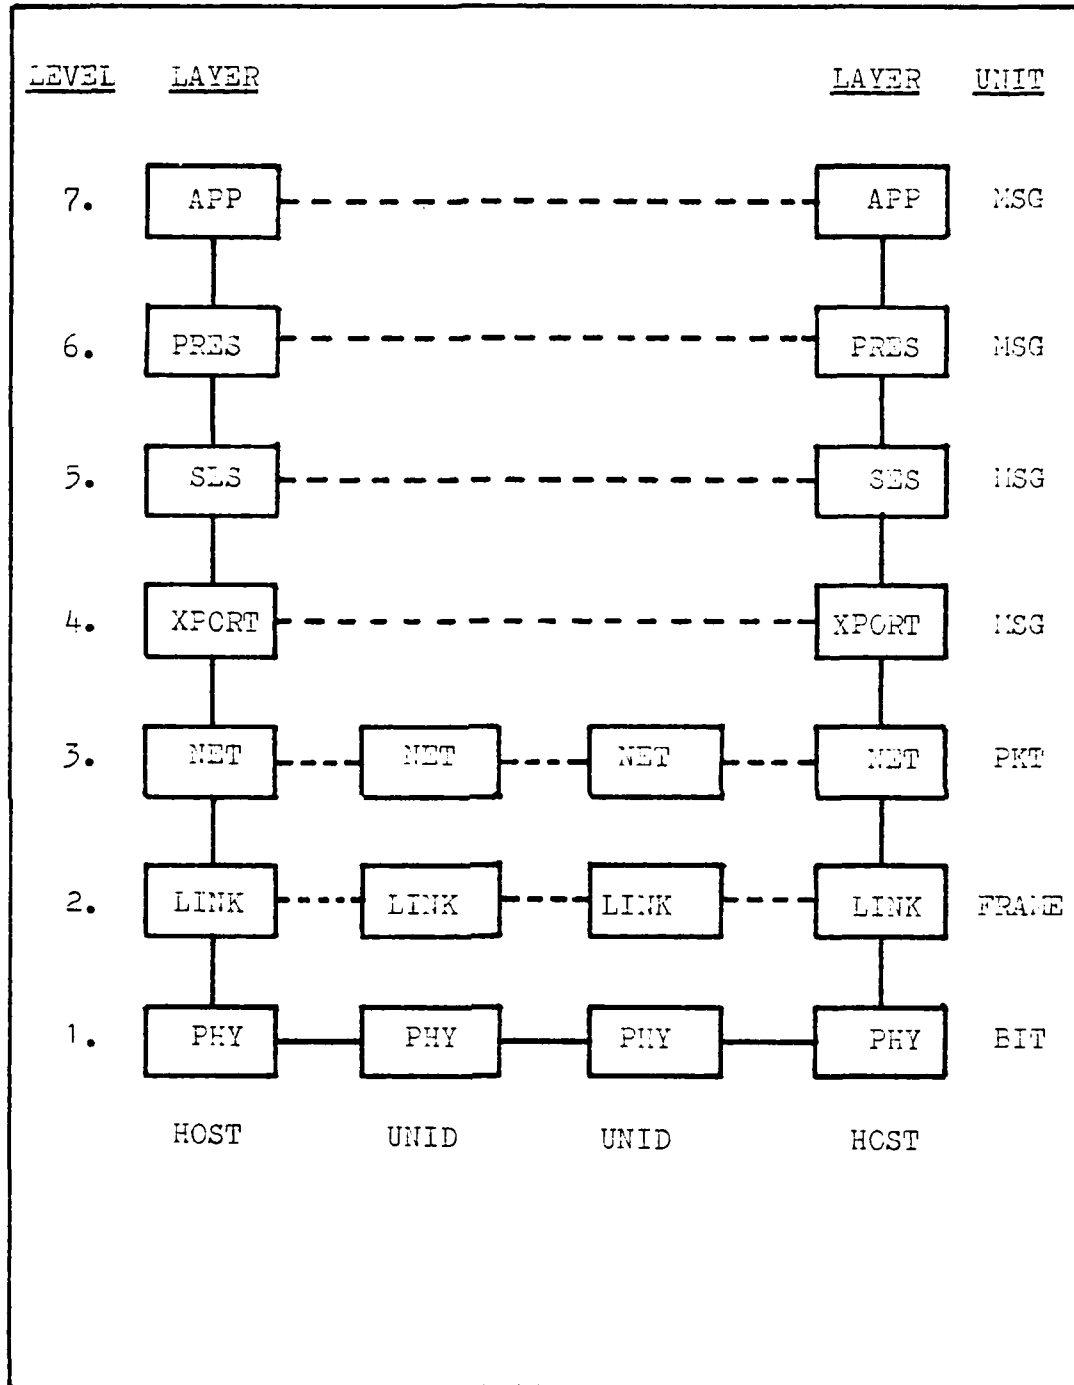 LEVEL LAYER LAYER UNIT
7. APP APP MSG
6. PRES PRES MSG
5. SLS SES MSG
4. XPORT XPORT MSG
3. NET NET NET NET PKT
2. LINK LINK LINK LINK FRAME
1. PHY PHY PHY PHY BIT
HOST UNID UNID HOST